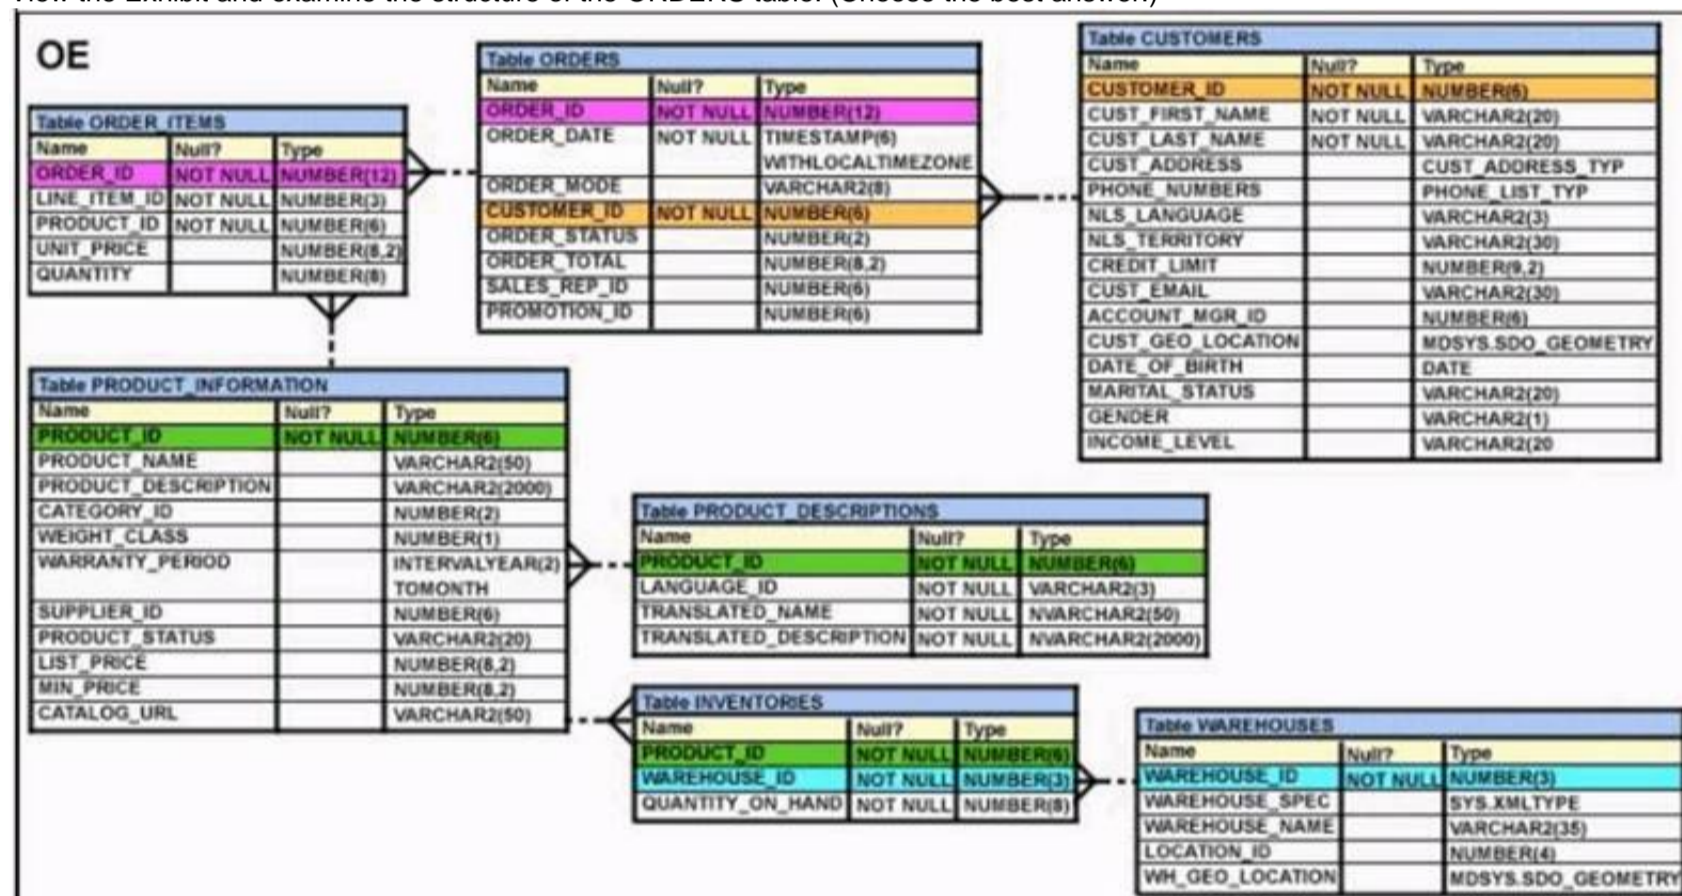 View the Exhibit and examine the structure of the ORDERS table. (Choose the best answer.)
OE
Table ORDER_ITEMS
Name Null? Type
ORDER_ID NOT NULL NUMBER(12)
LINE_ITEM_ID NOT NULL NUMBER(3)
PRODUCT_ID NOT NULL NUMBER(6)
UNIT_PRICE NUMBER(8,2)
QUANTITY NUMBER(8)
Table ORDERS
Name Null? Type
ORDER_ID NOT NULL NUMBER(12)
ORDER_DATE NOT NULL TIMESTAMP(6)
WITHLOCALTIMEZONE
ORDER_MODE VARCHAR2(8)
CUSTOMER_ID NOT NULL NUMBER(6)
ORDER_STATUS NUMBER(2)
ORDER_TOTAL NUMBER(8,2)
SALES_REP_ID NUMBER(6)
PROMOTION_ID NUMBER(6)
Table CUSTOMERS
Name Null? Type
CUSTOMER_ID NOT NULL NUMBER(6)
CUST_FIRST_NAME NOT NULL VARCHAR2(20)
CUST_LAST_NAME NOT NULL VARCHAR2(20)
CUST_ADDRESS CUST_ADDRESS_TYP
PHONE_NUMBERS PHONE_LIST_TYP
NLS_LANGUAGE VARCHAR2(3)
NLS_TERRITORY VARCHAR2(30)
CREDIT_LIMIT NUMBER(9,2)
CUST_EMAIL VARCHAR2(30)
ACCOUNT_MGR_ID NUMBER(6)
CUST_GEO_LOCATION MDSYS.SDO_GEOMETRY
DATE_OF_BIRTH DATE
MARITAL_STATUS VARCHAR2(20)
GENDER VARCHAR2(1)
INCOME_LEVEL VARCHAR2(20
Table PRODUCT_INFORMATION
Name Null? Type
PRODUCT_ID NOT NULL NUMBER(6)
PRODUCT_NAME VARCHAR2(50)
PRODUCT_DESCRIPTION VARCHAR2(2000)
CATEGORY_ID NUMBER(2)
WEIGHT_CLASS NUMBER(1)
WARRANTY_PERIOD INTERVALYEAR(2)
TOMONTH
SUPPLIER_ID NUMBER(6)
PRODUCT_STATUS VARCHAR2(20)
LIST_PRICE NUMBER(8,2)
MIN_PRICE NUMBER(8,2)
CATALOG_URL VARCHAR2(50)
Table PRODUCT_DESCRIPTIONS
Name Null? Type
PRODUCT_ID NOT NULL NUMBER(6)
LANGUAGE_ID NOT NULL VARCHAR2(3)
TRANSLATED_NAME NOT NULL NVARCHAR2(50)
TRANSLATED_DESCRIPTION NOT NULL NVARCHAR2(2000)
Table INVENTORIES
Name Null? Type
PRODUCT_ID NOT NULL NUMBER(6)
WAREHOUSE_ID NOT NULL NUMBER(3)
QUANTITY_ON_HAND NOT NULL NUMBER(8)
Table WAREHOUSES
Name Null? Type
WAREHOUSE_ID NOT NULL NUMBER(3)
WAREHOUSE_SPEC SYS.XMLTYPE
WAREHOUSE_NAME VARCHAR2(35)
LOCATION_ID NUMBER(4)
WH_GEO_LOCATION MDSYS.SDO_GEOMETRY